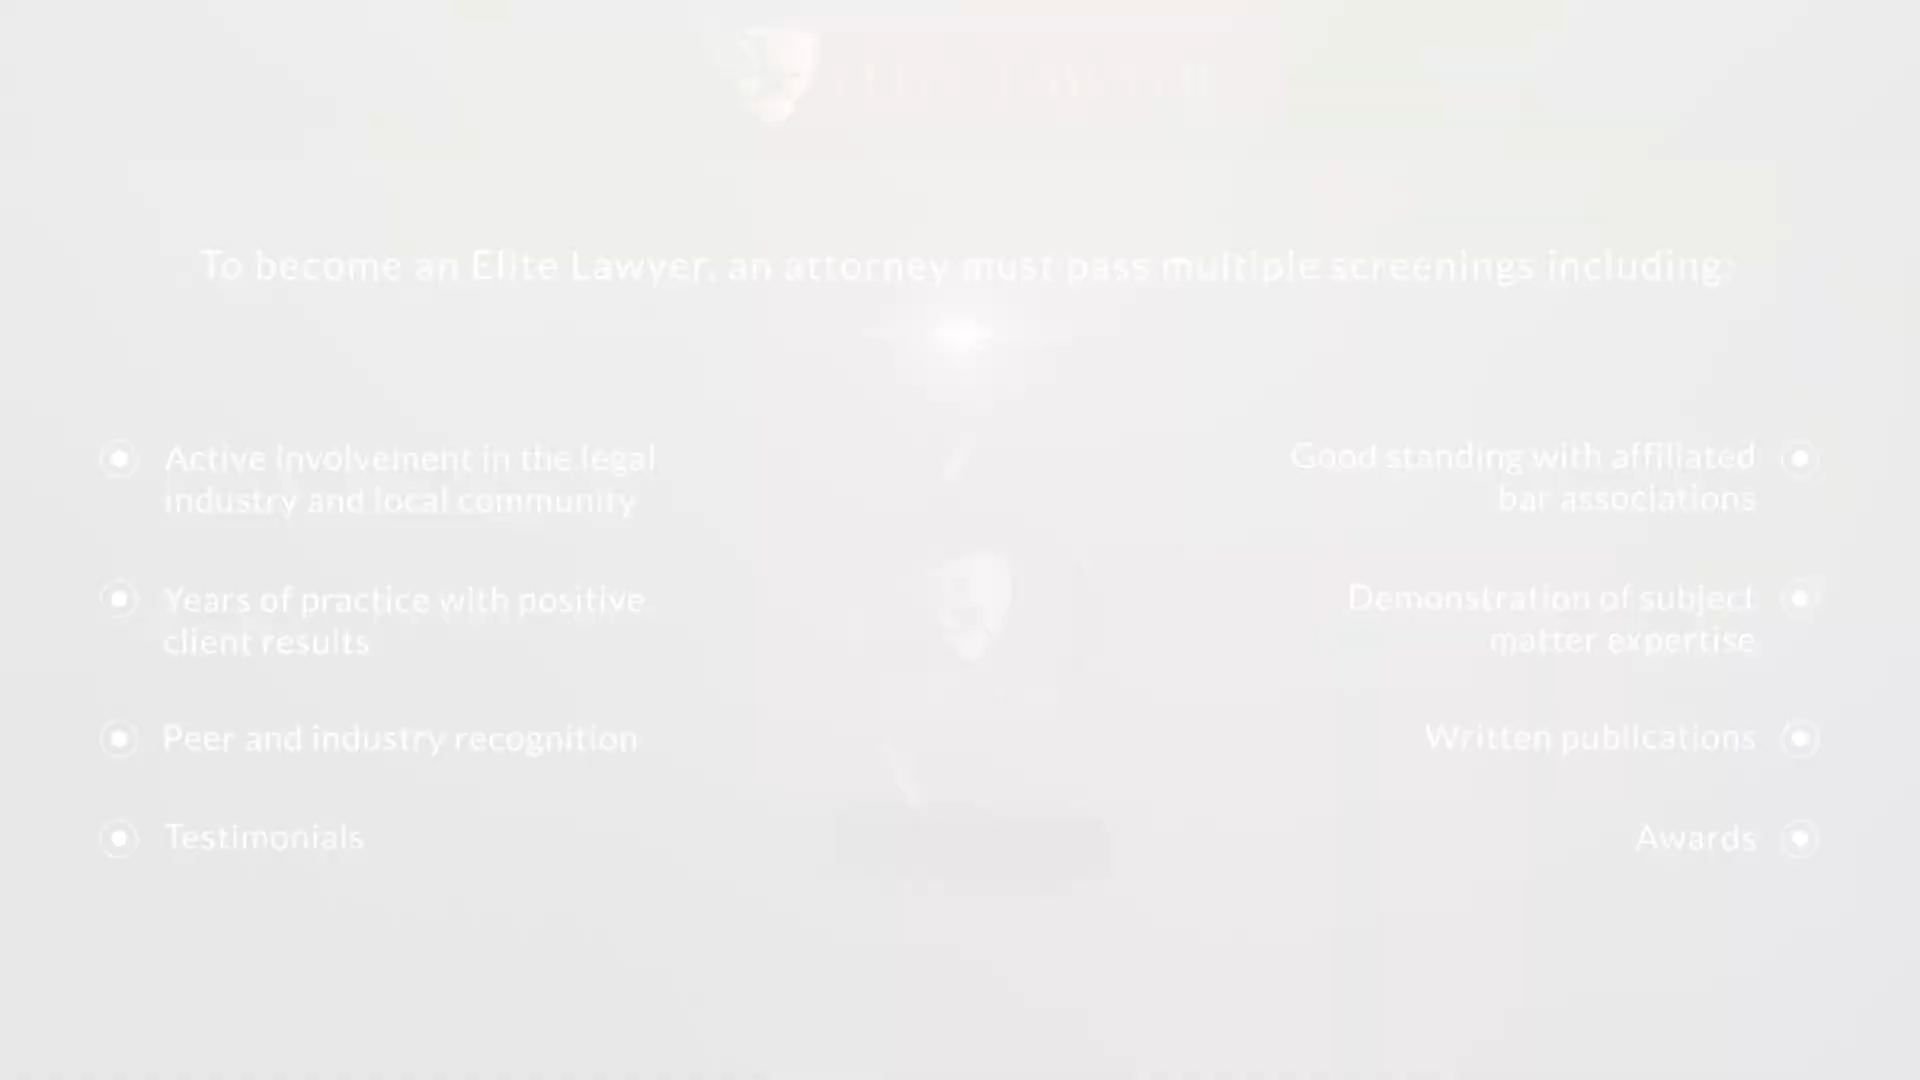 ELITE LAWYER
To become an Elite Lawyer, an attorney must pass multiple screenings including:
Active involvement in the legal
industry and local community
Years of practice with positive
client results
Peer and industry recognition
Testimonials
Good standing with affiliated
bar associations
Demonstration of subject
matter expertise
Written publications
Awards